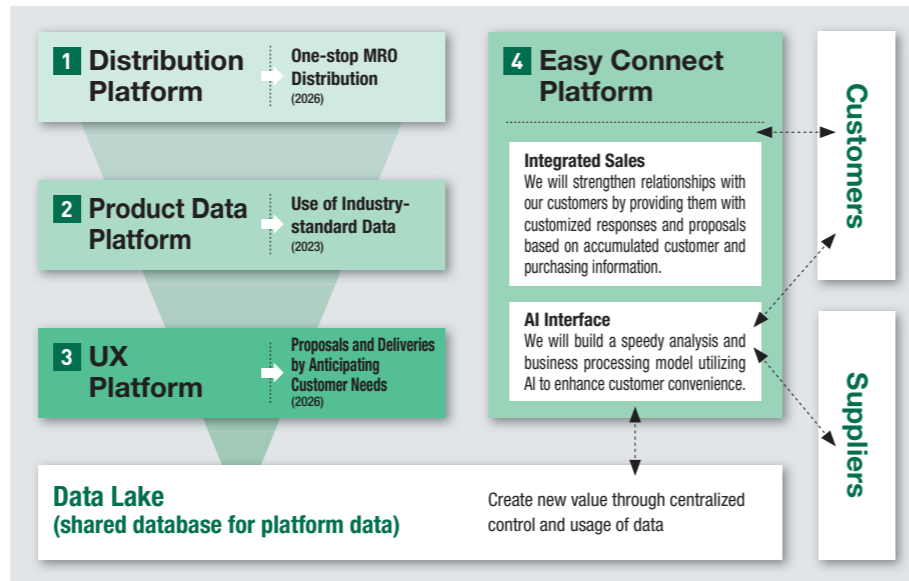 1 Distribution
Platform
One-stop MRO
Distribution
(2026)
2 Product Data
Platform
Use of Industry-
standard Data
(2023)
3 UX
Platform
Proposals and Deliveries
by Anticipating
Customer Needs
(2026)
4 Easy Connect
Platform
Integrated Sales
We will strengthen relationships with
our customers by providing them with
customized responses and proposals
based on accumulated customer and
purchasing information.
AI Interface
We will build a speedy analysis and
business processing model utilizing
AI to enhance customer convenience.
Customers
Suppliers
Data Lake
(shared database for platform data)
Create new value through centralized
control and usage of data